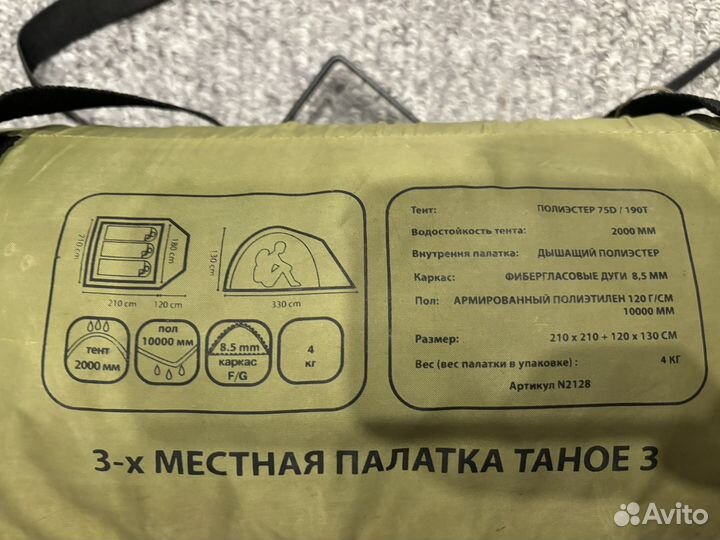 210 cm
180 cm
210 cm
120 cm
130 cm
330 cm
тент
2000 мм
пол
10000 мм
8.5 mm
каркас
F/G
4
кг
Тент: ПОЛИЭСТЕР 75D / 190T
Водостойкость тента: 2000 ММ
Внутрення палатка: ДЫШАЩИЙ ПОЛИЭСТЕР
Каркас: ФИБЕРГЛАСОВЫЕ ДУГИ 8,5 ММ
Пол: АРМИРОВАННЫЙ ПОЛИЭТИЛЕН 120 Г/СМ
10000 ММ
Размер: 210 x 210 + 120 x 130 СМ
Вес (вес палатки в упаковке) : 4 КГ
Артикул N2128
3-х МЕСТНАЯ ПАЛАТКА ТАНОЕ 3
Avito